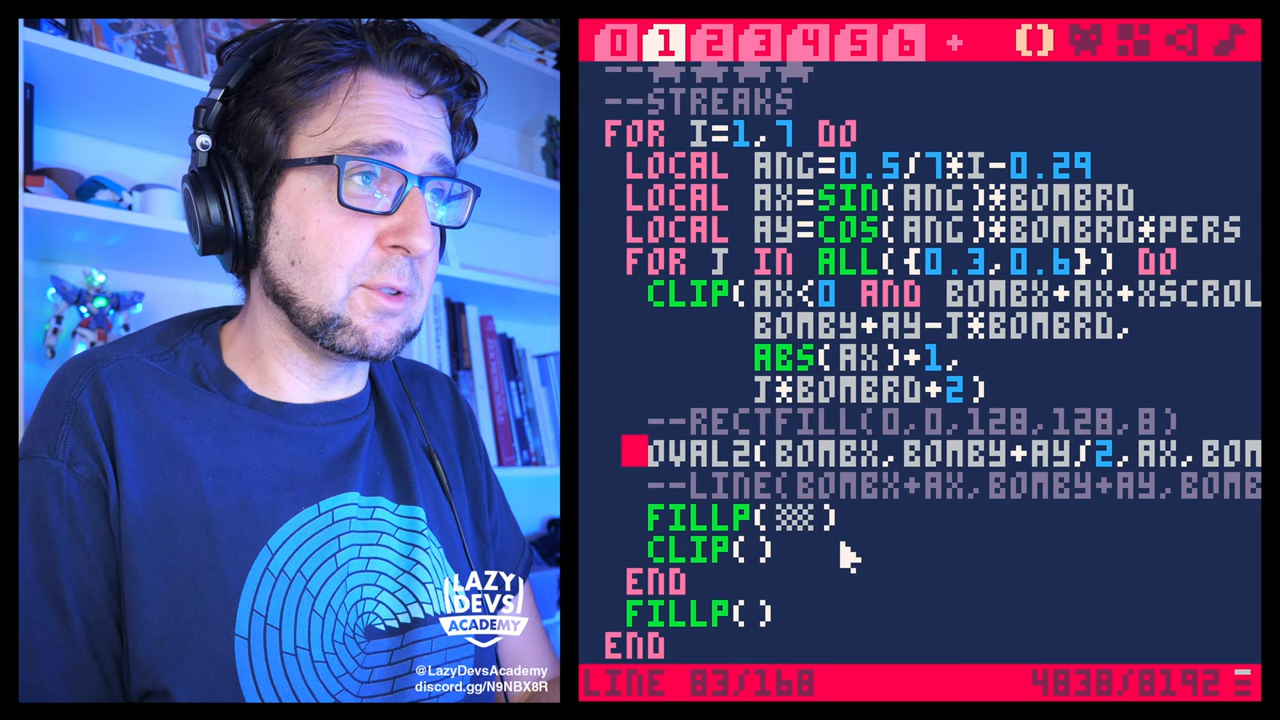 0 1 2 3 4 5 6 +
--STREAKS
FOR I=1,7 DO
LOCAL ANG=0.5/7*I-0.29
LOCAL AX=SIN(ANG)*BOMBRD
LOCAL AY=COS(ANG)*BOMBRD*PERS
FOR J IN ALL({0.3,0.6}) DO
CLIP(AX<0 AND BOMBX+AX+XSCROL
BOMBY+AY-J*BOMBRD,
ABS(AX)+1,
J*BOMBRD+2)
--RECTFILL(0,0,128,128,8)
OVAL2(BOMBX,BOMBY+AY/2,AX,BOM
--LINE(BOMBX+AX,BOMBY+AY,BOMB
FILLP(░)
CLIP()
END
FILLP()
END
LINE 83/168 4838/8192
LAZY
DEVS
ACADEMY
@LazyDevsAcademy
discord.gg/N9NBX8R